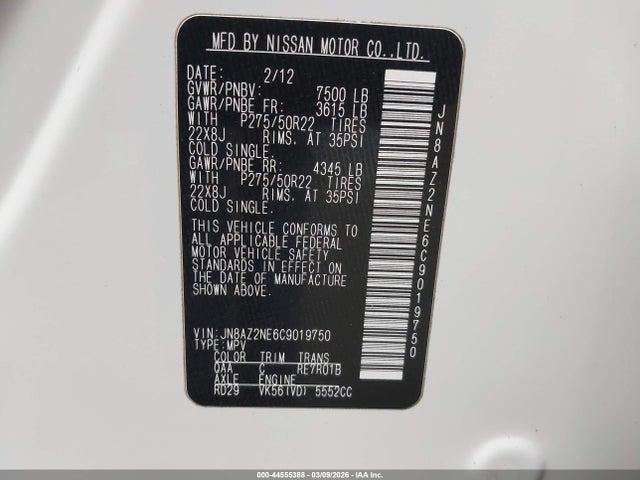 MFD BY NISSAN MOTOR CO.,LTD.
DATE: 2/12
GVWR/PNBV: 7500 LB
GAWR/PNBE FR: 3615 LB
WITH P275/50R22 TIRES
22X8J RIMS, AT 35PSI
COLD SINGLE.
GAWR/PNBE RR: 4345 LB
WITH P275/50R22 TIRES
22X8J RIMS, AT 35PSI
COLD SINGLE.
THIS VEHICLE CONFORMS TO
ALL APPLICABLE FEDERAL
MOTOR VEHICLE SAFETY
STANDARDS IN EFFECT ON
THE DATE OF MANUFACTURE
SHOWN ABOVE.
VIN: JN8AZ2NE6C9019750
TYPE: MPV
COLOR TRIM TRANS
QAA C RE7R01B
AXLE ENGINE
RD29 VK56(VD) 5552CC
JN8AZ2NE6C9019750
000-44555388 - 03/09/2026 - IAA Inc.